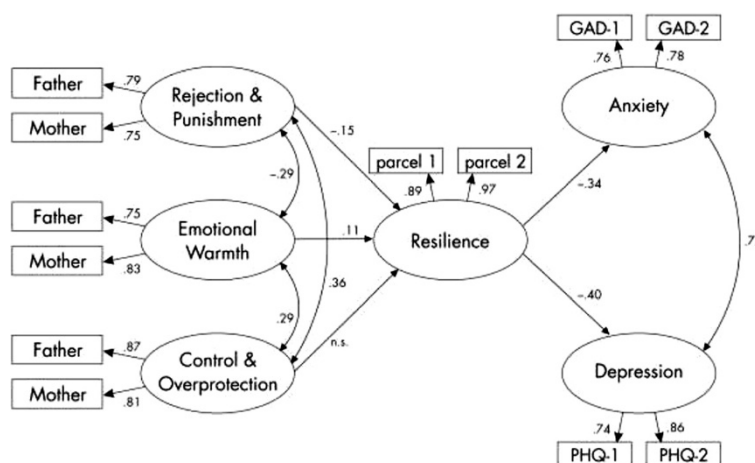 GAD-1 GAD-2
.76 .78
Father .79
Rejection &
Punishment
Anxiety
Mother .75
-.15
parcel 1 parcel 2
-.29
.89 .97
-.34
Father .75
Emotional
Warmth
.11
Resilience
Mother .83
.36
.29
-.40
n.s.
Father .87
Control &
Overprotection
Depression
Mother .81
.74 .86
PHQ-1 PHQ-2